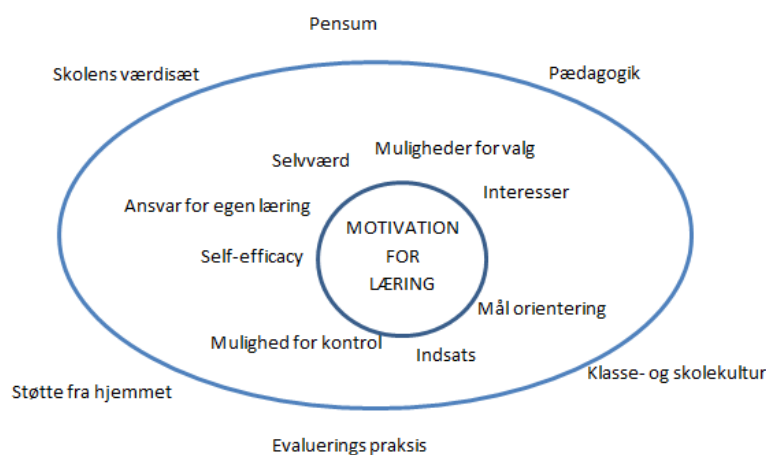 Pensum
Skolens værdisæt
Pædagogik
Muligheder for valg
Selvværd
Interesser
Ansvar for egen læring
MOTIVATION
FOR
LÆRING
Self-efficacy
Mål orientering
Mulighed for kontrol
Indsats
Klasse- og skolekultur
Støtte fra hjemmet
Evaluerings praksis